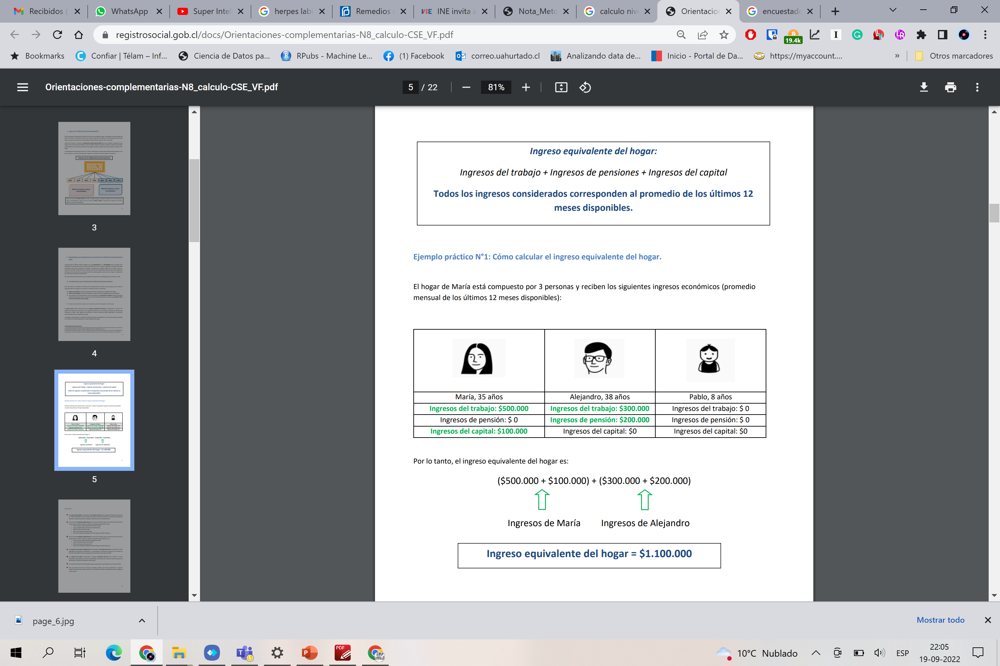 Recibidos (
WhatsApp
Super Intel
herpes labi
Remedios
INE invita a
Nota_Meto
calculo niv
Orientacion
encuestado
registrosocial.gob.cl/docs/Orientaciones-complementarias-N8_calculo-CSE_VF.pdf
19.4k
Bookmarks
Confiar | Télam – Inf...
Ciencia de Datos pa...
RPubs - Machine Le...
(1) Facebook
correo.uahurtado.cl
Analizando data de...
Inicio - Portal de Da...
https://myaccount....
»
Otros marcadores
Orientaciones-complementarias-N8_calculo-CSE_VF.pdf
5 / 22
81%
REGISTRO
SOCIAL DE
HOGARES
3
4
5
Ingreso equivalente del hogar:
Ingresos del trabajo + Ingresos de pensiones + Ingresos del capital
Todos los ingresos considerados corresponden al promedio de los últimos 12
meses disponibles.
Ejemplo práctico N°1: Cómo calcular el ingreso equivalente del hogar.
El hogar de María está compuesto por 3 personas y reciben los siguientes ingresos económicos (promedio
mensual de los últimos 12 meses disponibles):
María, 35 años
Alejandro, 38 años
Pablo, 8 años
Ingresos del trabajo: $500.000
Ingresos del trabajo: $300.000
Ingresos del trabajo: $ 0
Ingresos de pensión: $ 0
Ingresos de pensión: $200.000
Ingresos de pensión: $ 0
Ingresos del capital: $100.000
Ingresos del capital: $0
Ingresos del capital: $0
Por lo tanto, el ingreso equivalente del hogar es:
($500.000 + $100.000) + ($300.000 + $200.000)
Ingresos de María
Ingresos de Alejandro
Ingreso equivalente del hogar = $1.100.000
page_6.jpg
Mostrar todo
10°C Nublado
ESP
22:05
19-09-2022